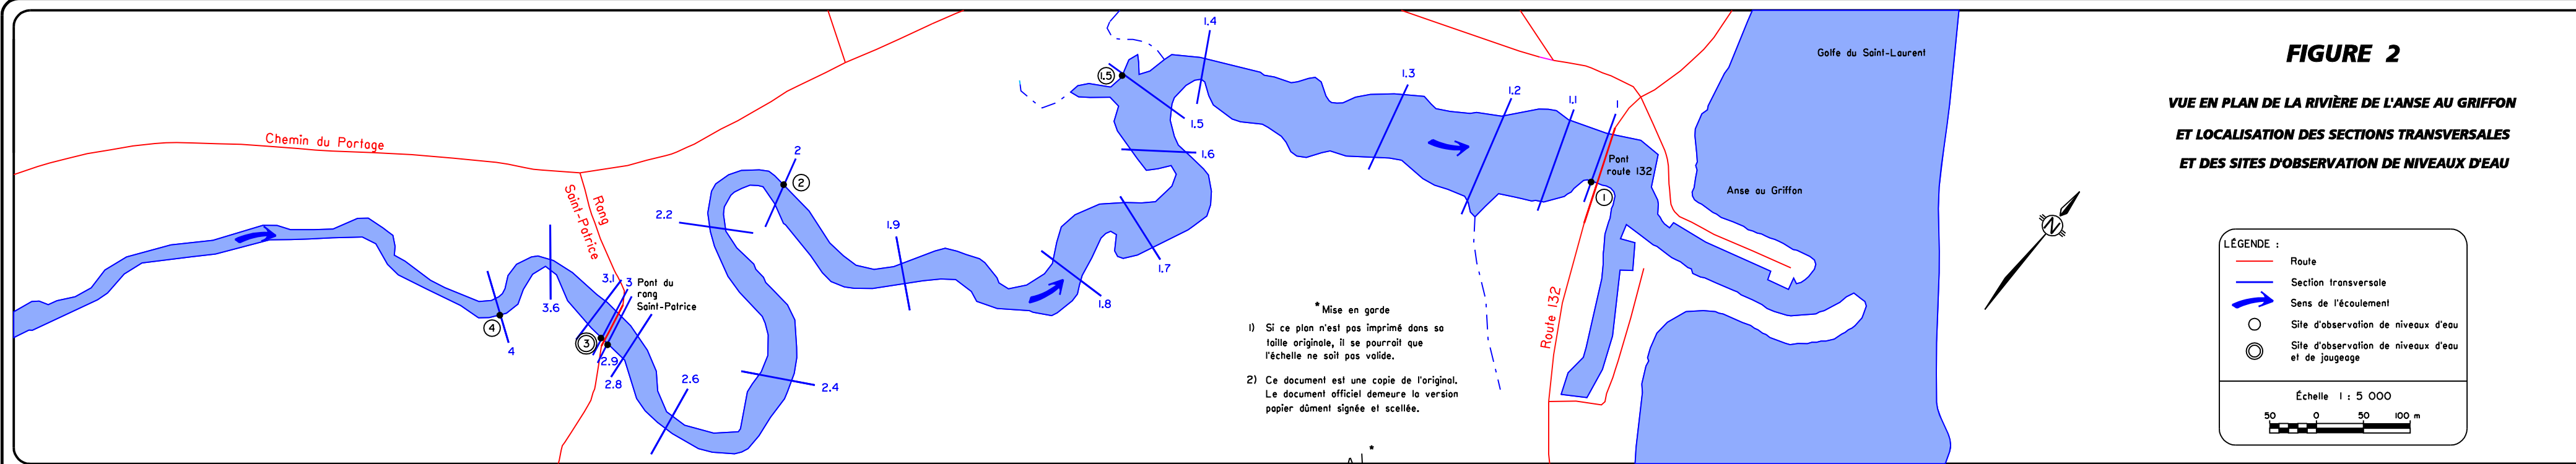 FIGURE 2
VUE EN PLAN DE LA RIVIÈRE DE L'ANSE AU GRIFFON
ET LOCALISATION DES SECTIONS TRANSVERSALES
ET DES SITES D'OBSERVATION DE NIVEAUX D'EAU
Golfe du Saint-Laurent
Anse au Griffon
Chemin du Portage
Rang
Saint-Patrice
Pont du
rang
Saint-Patrice
Pont
route 132
Route 132
4
4
3.6
3.1
3
3
2.9
2.8
2.6
2.4
2.2
2
2
1.9
1.8
1.7
1.6
1.5
1.5
1.4
1.3
1.2
1.1
1
1
* Mise en garde
1) Si ce plan n'est pas imprimé dans sa
taille originale, il se pourrait que
l'échelle ne soit pas valide.
2) Ce document est une copie de l'original.
Le document officiel demeure la version
papier dûment signée et scellée.
*
N
LÉGENDE :
Route
Section transversale
Sens de l'écoulement
Site d'observation de niveaux d'eau
Site d'observation de niveaux d'eau
et de jaugeage
Échelle 1 : 5 000
50 0 50 100 m